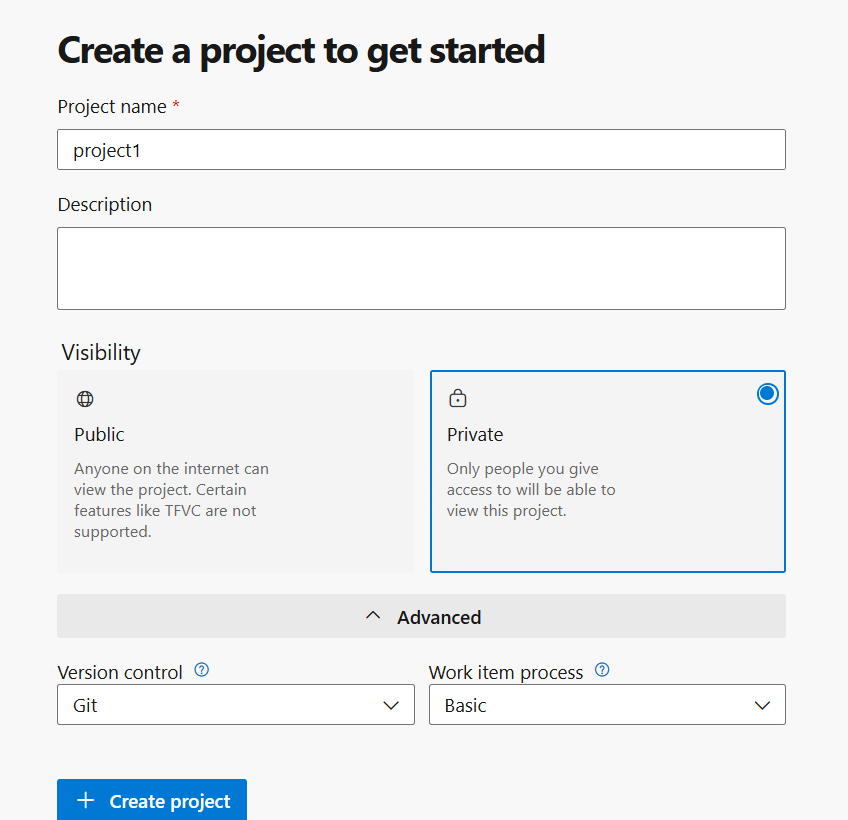 Create a project to get started
Project name *
project1
Description
Visibility
Public
Anyone on the internet can
view the project. Certain
features like TFVC are not
supported.
Private
Only people you give
access to will be able to
view this project.
Advanced
Version control ?
Git
Work item process ?
Basic
+ Create project